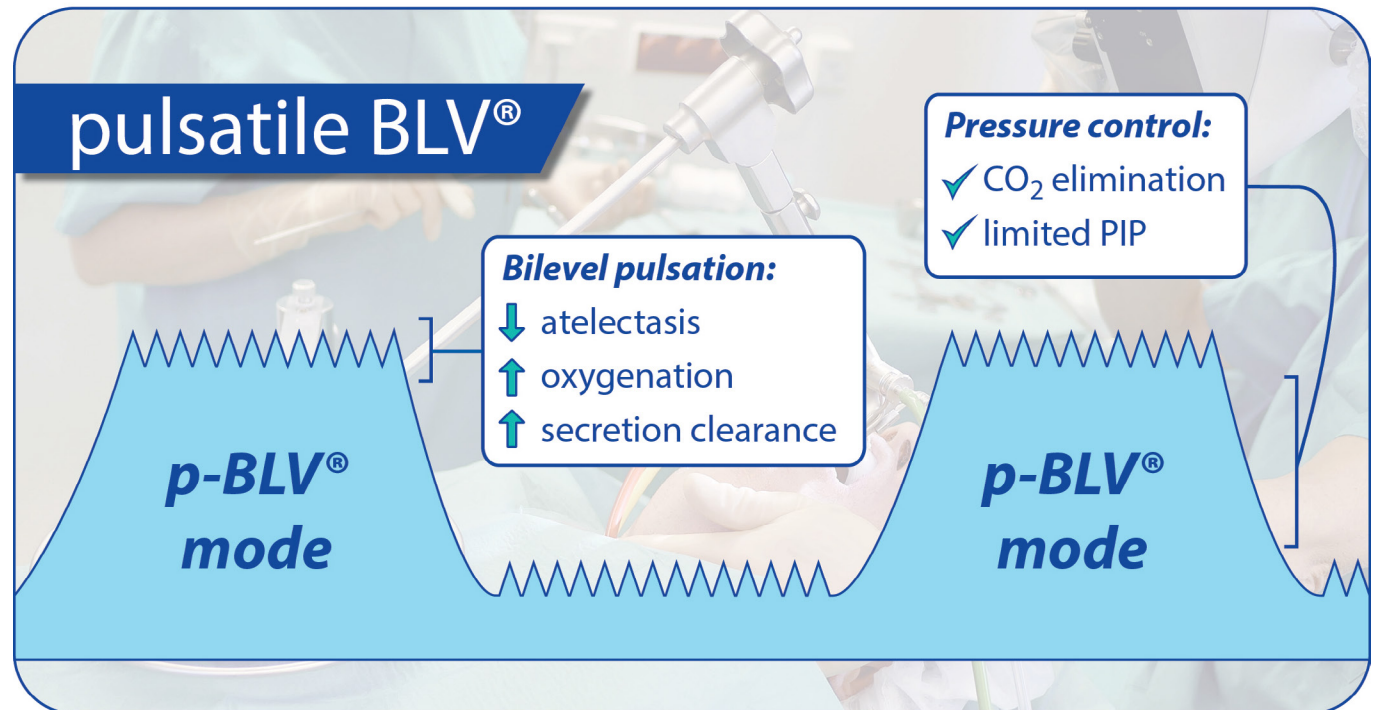 pulsatile BLV®
Pressure control:
✓ CO₂ elimination
✓ limited PIP
Bilevel pulsation:
↓ atelectasis
↑ oxygenation
↑ secretion clearance
p-BLV®
mode
p-BLV®
mode